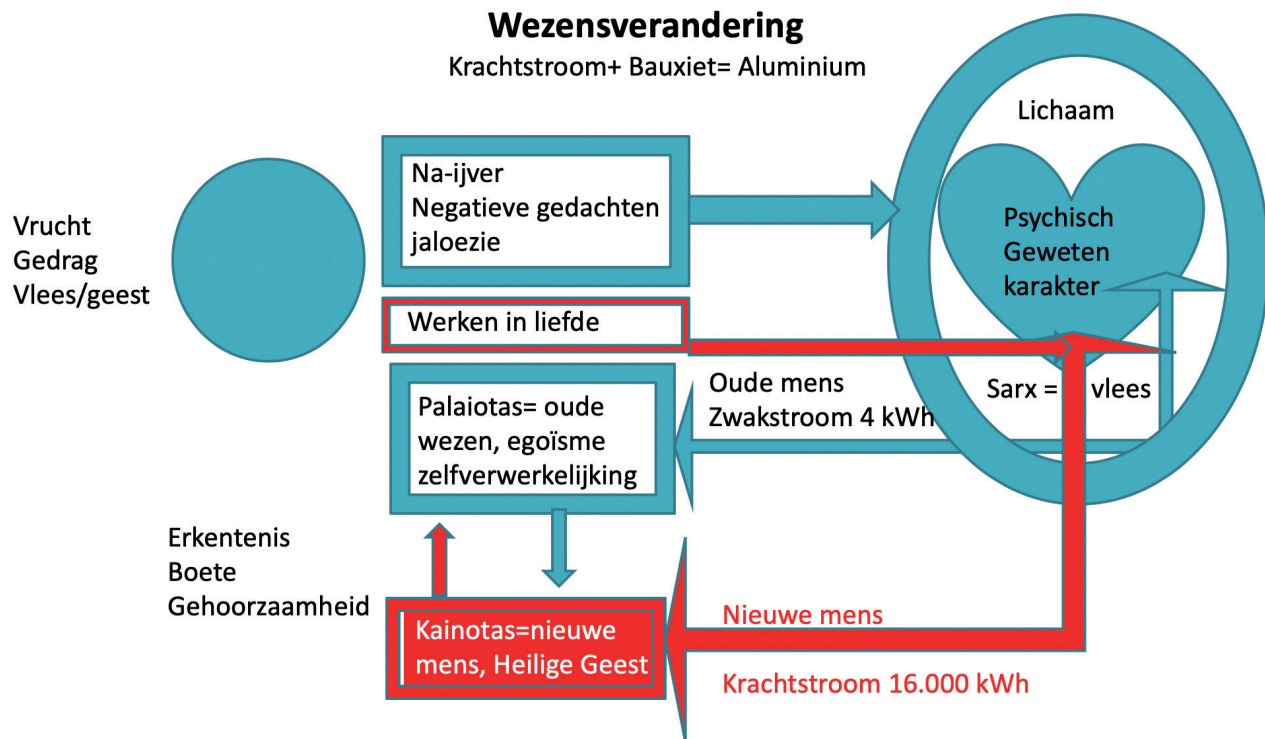 Wezensverandering
Krachtstroom+ Bauxiet= Aluminium
Vrucht
Gedrag
Vlees/geest
Na-ijver
Negatieve gedachten
jaloezie
Lichaam
Psychisch
Geweten
karakter
Werken in liefde
Palaiotas= oude
wezen, egoïsme
zelfverwerkelijking
Oude mens
Zwakstroom 4 kWh
Sarx = vlees
Erkentenis
Boete
Gehoorzaamheid
Kainotas=nieuwe
mens, Heilige Geest
Nieuwe mens
Krachtstroom 16.000 kWh